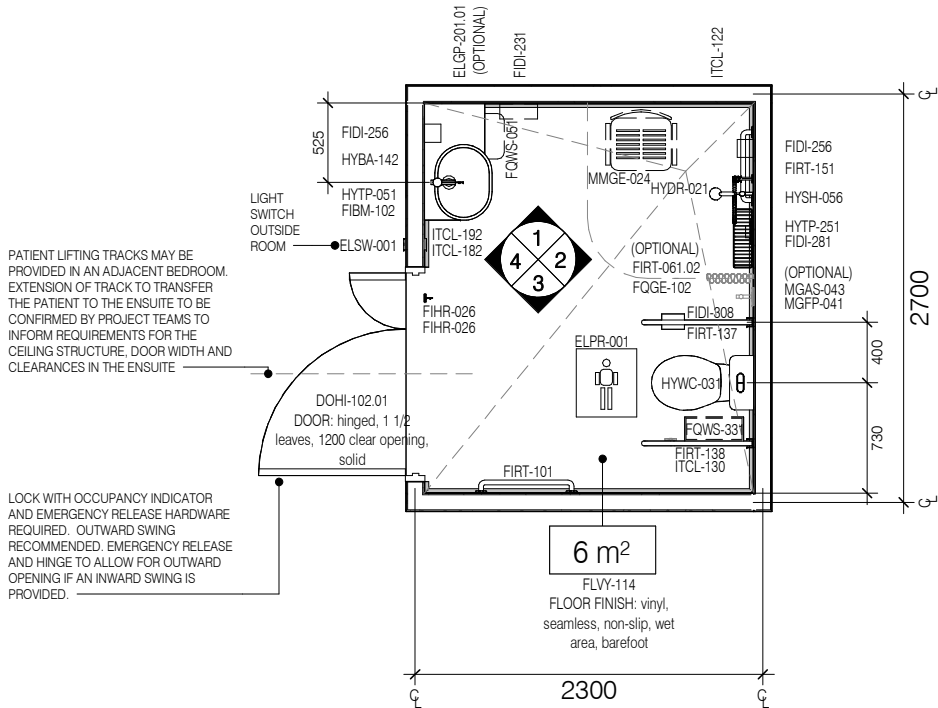 ELGP-201.01
(OPTIONAL)
FIDI-231
ITCL-122
℄
525
FIDI-256
HYBA-142
HYTP-051
FIBM-102
FQWS-051
MMGE-024
HYDR-021
FIDI-256
FIRT-151
HYSH-056
HYTP-251
FIDI-281
(OPTIONAL)
MGAS-043
MGFP-041
LIGHT
SWITCH
OUTSIDE
ROOM
ELSW-001
ITCL-192
ITCL-182
1
2
3
4
(OPTIONAL)
FIRT-061.02
FQGE-102
2700
PATIENT LIFTING TRACKS MAY BE
PROVIDED IN AN ADJACENT BEDROOM.
EXTENSION OF TRACK TO TRANSFER
THE PATIENT TO THE ENSUITE TO BE
CONFIRMED BY PROJECT TEAMS TO
INFORM REQUIREMENTS FOR THE
CEILING STRUCTURE, DOOR WIDTH AND
CLEARANCES IN THE ENSUITE
FIHR-026
FIHR-026
FIDI-308
FIRT-137
ELPR-001
HYWC-031
400
DOHI-102.01
DOOR: hinged, 1 1/2
leaves, 1200 clear opening,
solid
FQWS-331
FIRT-138
ITCL-130
730
FIRT-101
LOCK WITH OCCUPANCY INDICATOR
AND EMERGENCY RELEASE HARDWARE
REQUIRED. OUTWARD SWING
RECOMMENDED. EMERGENCY RELEASE
AND HINGE TO ALLOW FOR OUTWARD
OPENING IF AN INWARD SWING IS
PROVIDED.
℄
6 m²
FLVY-114
FLOOR FINISH: vinyl,
seamless, non-slip, wet
area, barefoot
2300
℄
℄